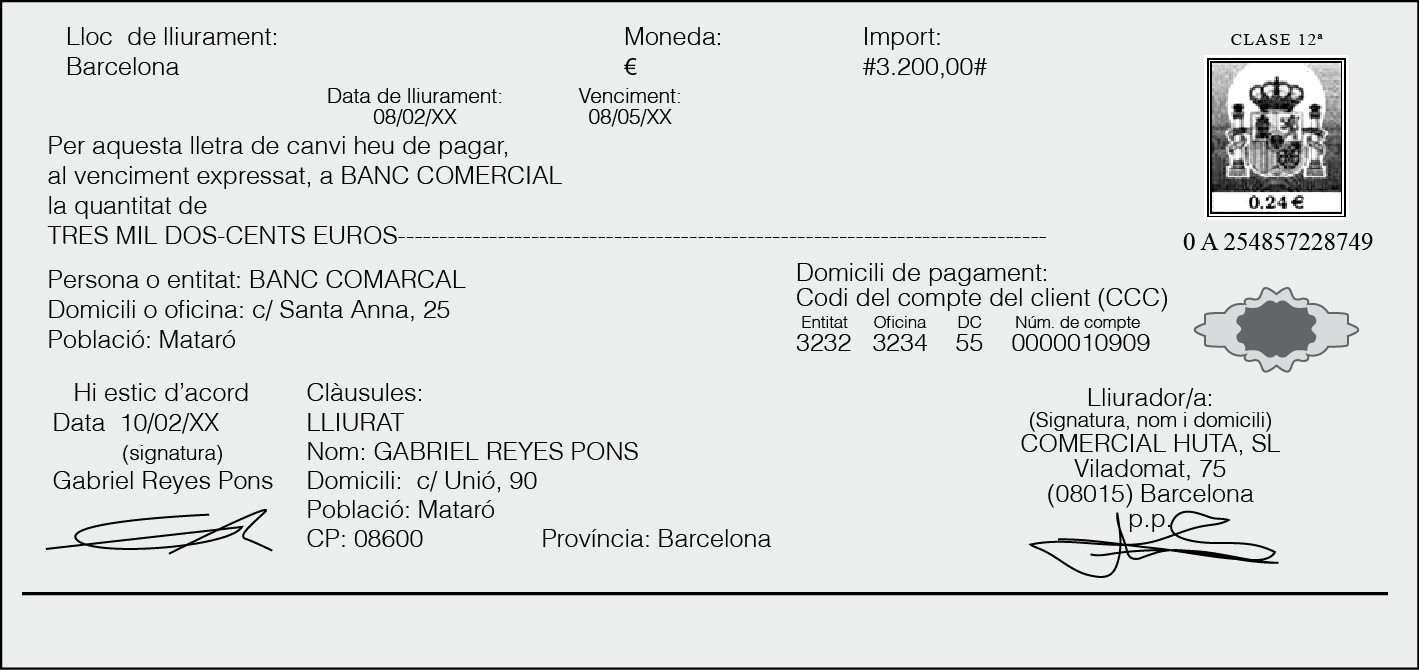 Lloc de lliurament:
Barcelona
Moneda:
€
Import:
#3.200,00#
CLASE 12ª
0.24 €
0 A 254857228749
Data de lliurament:
08/02/XX
Venciment:
08/05/XX
Per aquesta lletra de canvi heu de pagar,
al venciment expressat, a BANC COMERCIAL
la quantitat de
TRES MIL DOS-CENTS EUROS------------------------------------------------------------------------------
Persona o entitat: BANC COMARCAL
Domicili o oficina: c/ Santa Anna, 25
Població: Mataró
Domicili de pagament:
Codi del compte del client (CCC)
Entitat Oficina DC Núm. de compte
3232 3234 55 0000010909
Hi estic d’acord
Data 10/02/XX
(signatura)
Gabriel Reyes Pons
Clàusules:
LLIURAT
Nom: GABRIEL REYES PONS
Domicili: c/ Unió, 90
Població: Mataró
CP: 08600 Província: Barcelona
Lliurador/a:
(Signatura, nom i domicili)
COMERCIAL HUTA, SL
Viladomat, 75
(08015) Barcelona
p.p.